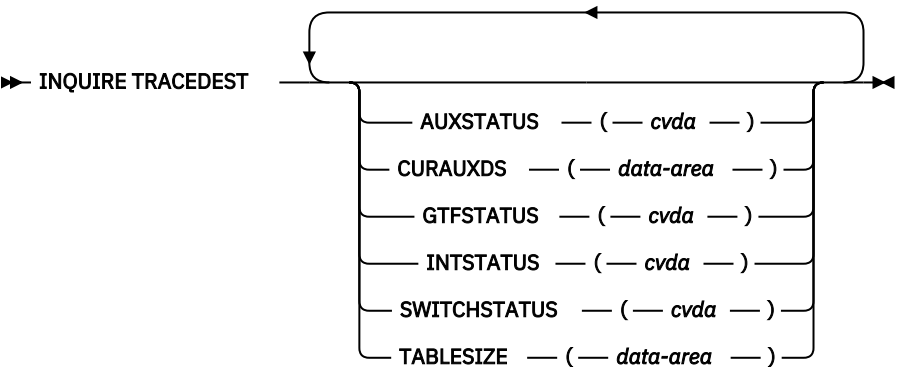 INQUIRE TRACEDEST
AUXSTATUS ( cvda )
CURAUXDS ( data-area )
GTFSTATUS ( cvda )
INTSTATUS ( cvda )
SWITCHSTATUS ( cvda )
TABLESIZE ( data-area )